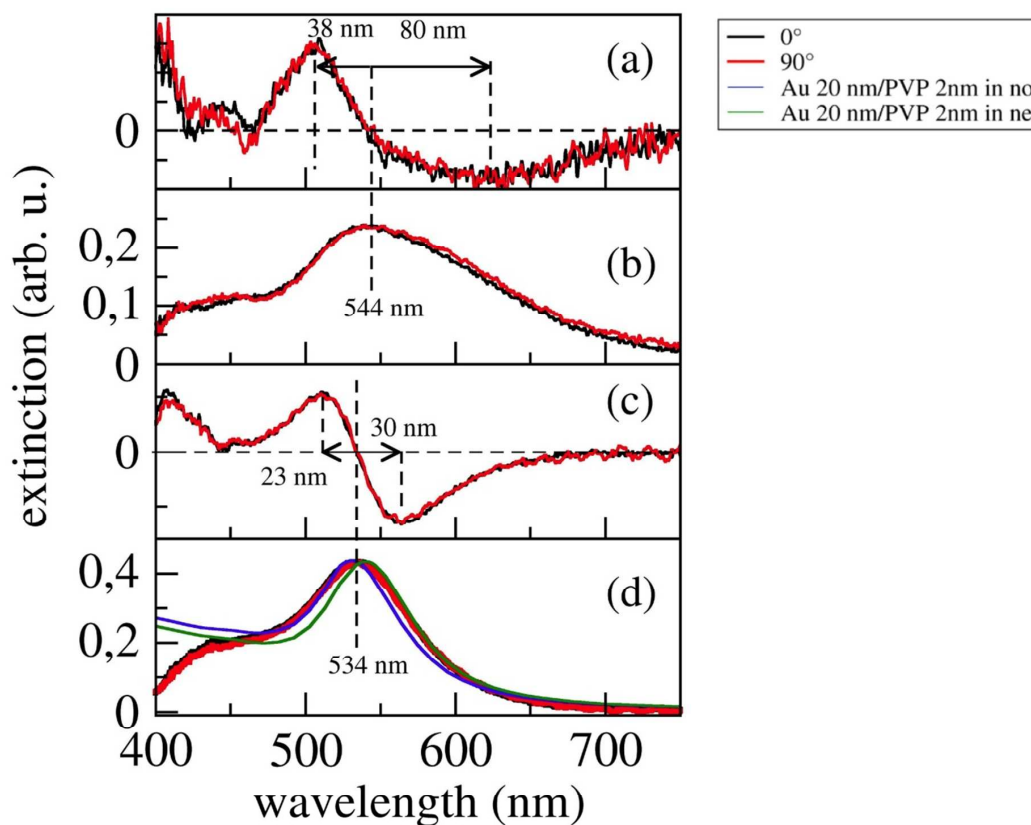 38 nm 80 nm
(a)
0
0°
90°
Au 20 nm/PVP 2nm in no
Au 20 nm/PVP 2nm in ne
0,2
(b)
0,1
544 nm
0
(c)
30 nm
0
23 nm
0,4
(d)
0,2
534 nm
0
400 500 600 700
wavelength (nm)
extinction (arb. u.)